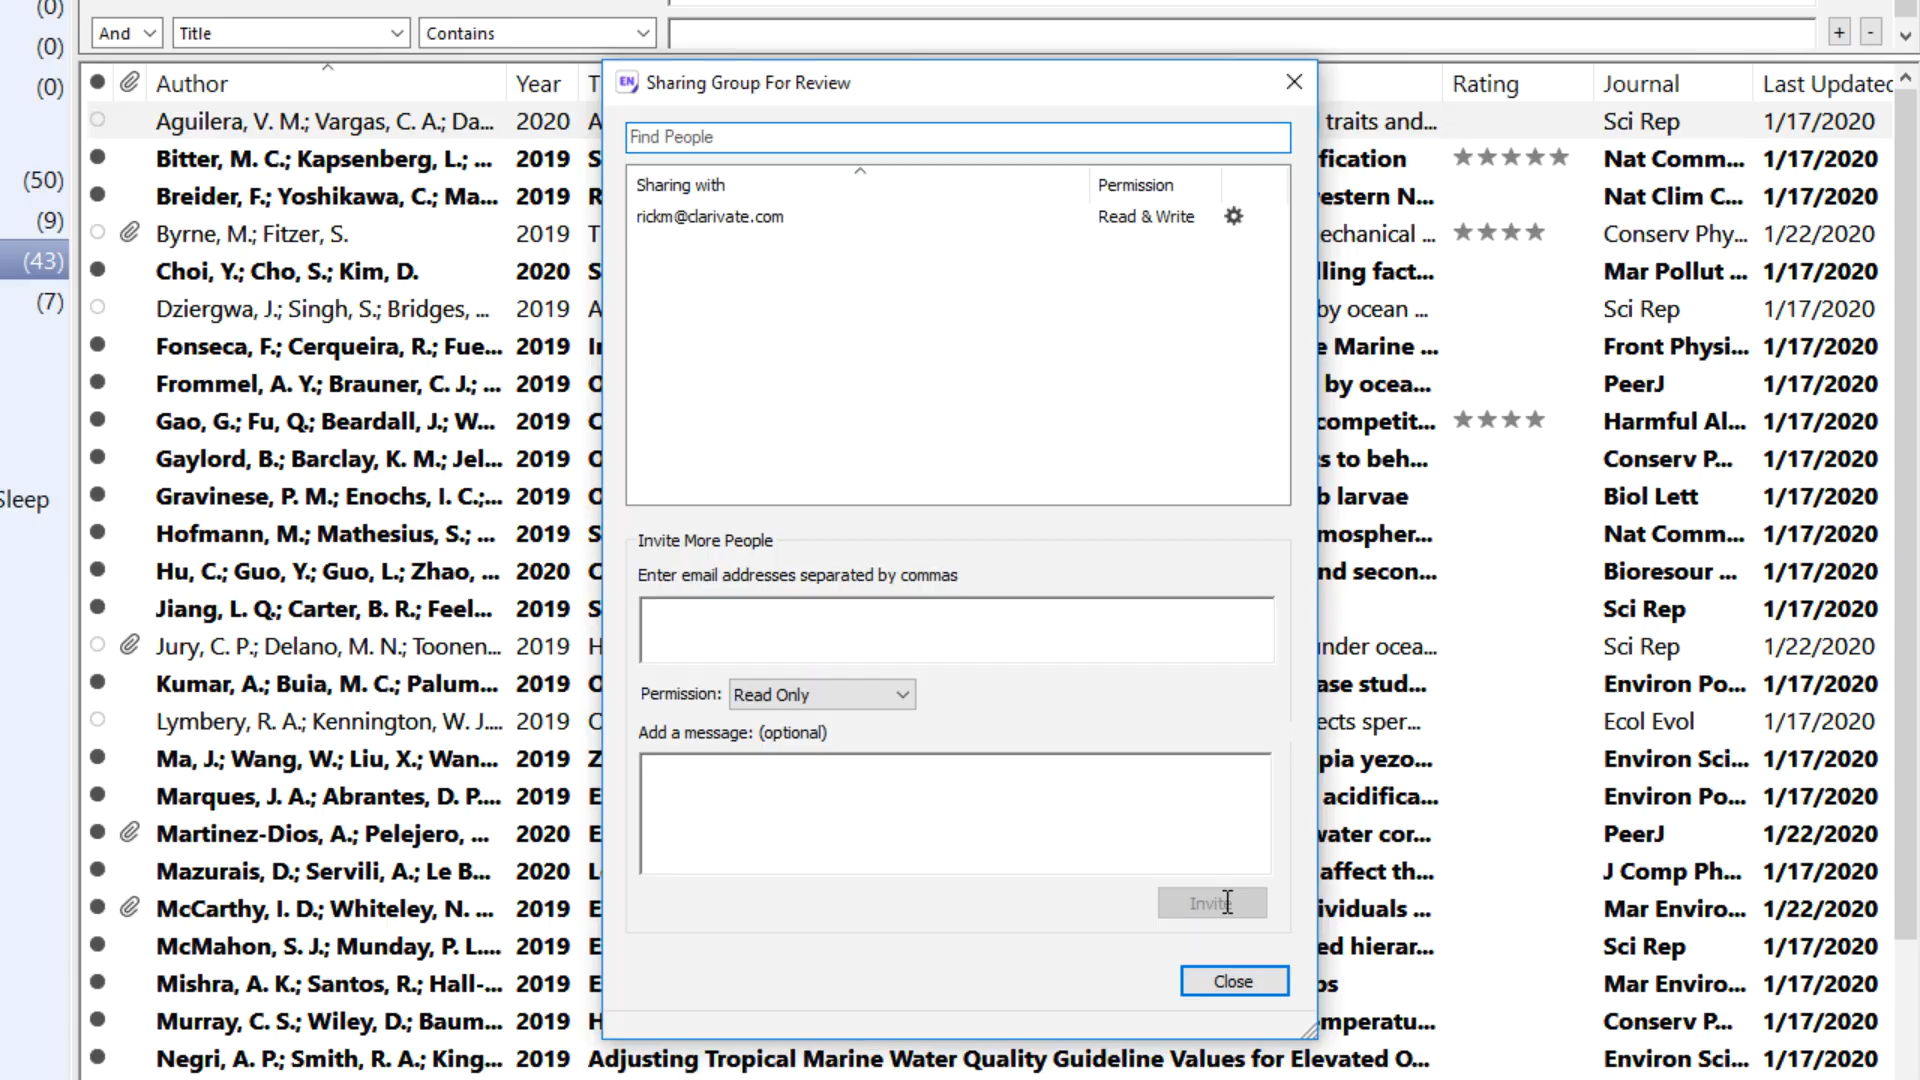 (0)
And Title Contains + -
(0)
(0)
Author Year T Rating Journal Last Updated
EN Sharing Group For Review
Find People
Sharing with Permission
rickm@clarivate.com Read & Write
Invite More People
Enter email addresses separated by commas
Permission: Read Only
Add a message: (optional)
Invite
Close
(50)
(9)
(43)
(7)
Sleep
Aguilera, V. M.; Vargas, C. A.; Da... 2020 A traits and... Sci Rep 1/17/2020
Bitter, M. C.; Kapsenberg, L.; ... 2019 S fication ★★★★★ Nat Comm... 1/17/2020
Breider, F.; Yoshikawa, C.; Ma... 2019 R estern N... Nat Clim C... 1/17/2020
Byrne, M.; Fitzer, S. 2019 T echanical ... ★★★★ Conserv Phy... 1/22/2020
Choi, Y.; Cho, S.; Kim, D. 2020 S lling fact... Mar Pollut ... 1/17/2020
Dziergwa, J.; Singh, S.; Bridges, ... 2019 A by ocean ... Sci Rep 1/17/2020
Fonseca, F.; Cerqueira, R.; Fue... 2019 I e Marine ... Front Physi... 1/17/2020
Frommel, A. Y.; Brauner, C. J.; ... 2019 O by ocea... PeerJ 1/17/2020
Gao, G.; Fu, Q.; Beardall, J.; W... 2019 C competit... ★★★★ Harmful Al... 1/17/2020
Gaylord, B.; Barclay, K. M.; Jel... 2019 O s to beh... Conserv P... 1/17/2020
Gravinese, P. M.; Enochs, I. C.;... 2019 O b larvae Biol Lett 1/17/2020
Hofmann, M.; Mathesius, S.; ... 2019 A mospher... Nat Comm... 1/17/2020
Hu, C.; Guo, Y.; Guo, L.; Zhao, ... 2020 C nd secon... Bioresour ... 1/17/2020
Jiang, L. Q.; Carter, B. R.; Feel... 2019 S Sci Rep 1/17/2020
Jury, C. P.; Delano, M. N.; Toonen... 2019 H under ocea... Sci Rep 1/22/2020
Kumar, A.; Buia, M. C.; Palum... 2019 O ase stud... Environ Po... 1/17/2020
Lymbery, R. A.; Kennington, W. J.... 2019 O ects sper... Ecol Evol 1/17/2020
Ma, J.; Wang, W.; Liu, X.; Wan... 2019 Z pia yezo... Environ Sci... 1/17/2020
Marques, J. A.; Abrantes, D. P.... 2019 E acidifica... Environ Po... 1/17/2020
Martinez-Dios, A.; Pelejero, ... 2020 E water cor... PeerJ 1/22/2020
Mazurais, D.; Servili, A.; Le B... 2020 L affect th... J Comp Ph... 1/17/2020
McCarthy, I. D.; Whiteley, N. ... 2019 E ividuals ... Mar Enviro... 1/22/2020
McMahon, S. J.; Munday, P. L.... 2019 E ed hierar... Sci Rep 1/17/2020
Mishra, A. K.; Santos, R.; Hall-... 2019 E ps Mar Enviro... 1/17/2020
Murray, C. S.; Wiley, D.; Baum... 2019 H mperatu... Conserv P... 1/17/2020
Negri, A. P.; Smith, R. A.; King... 2019 Adjusting Tropical Marine Water Quality Guideline Values for Elevated O... Environ Sci... 1/17/2020